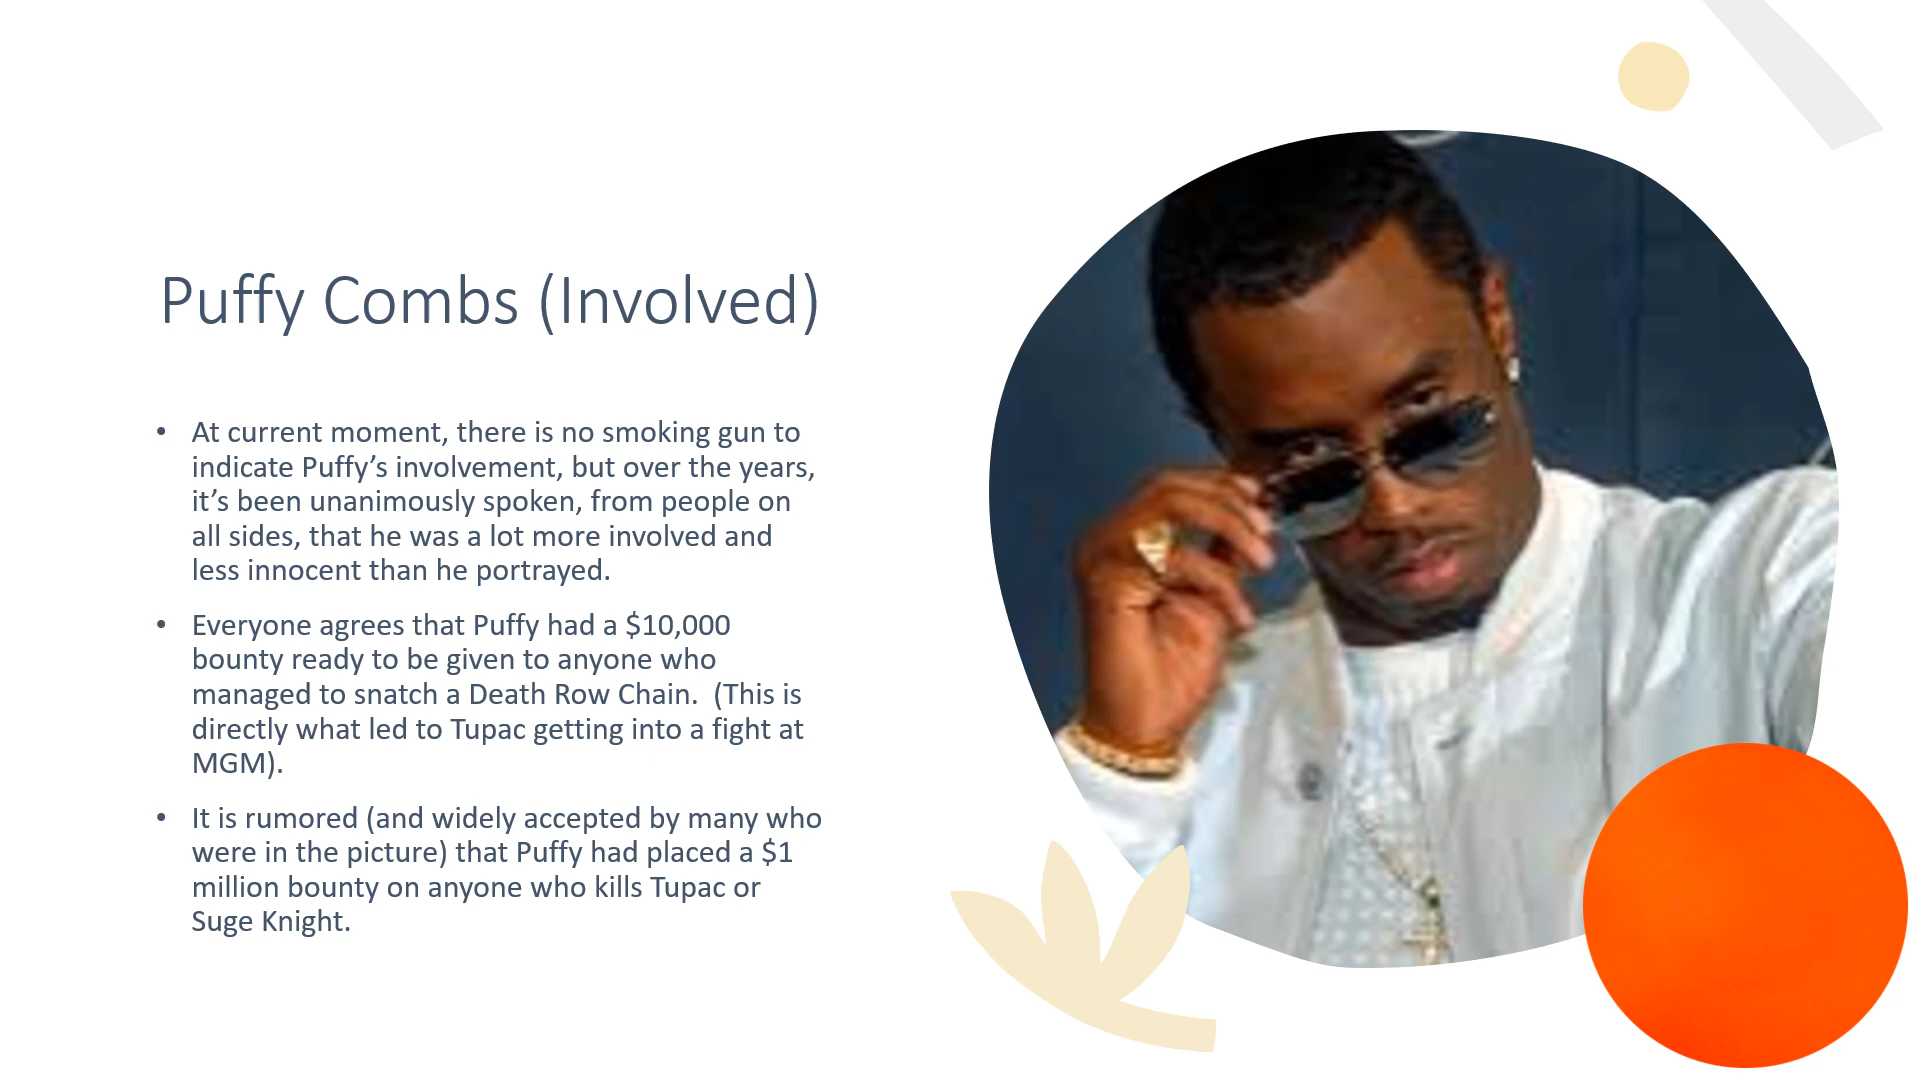 Puffy Combs (Involved)
• At current moment, there is no smoking gun to
indicate Puffy’s involvement, but over the years,
it’s been unanimously spoken, from people on
all sides, that he was a lot more involved and
less innocent than he portrayed.
• Everyone agrees that Puffy had a $10,000
bounty ready to be given to anyone who
managed to snatch a Death Row Chain.  (This is
directly what led to Tupac getting into a fight at
MGM).
• It is rumored (and widely accepted by many who
were in the picture) that Puffy had placed a $1
million bounty on anyone who kills Tupac or
Suge Knight.